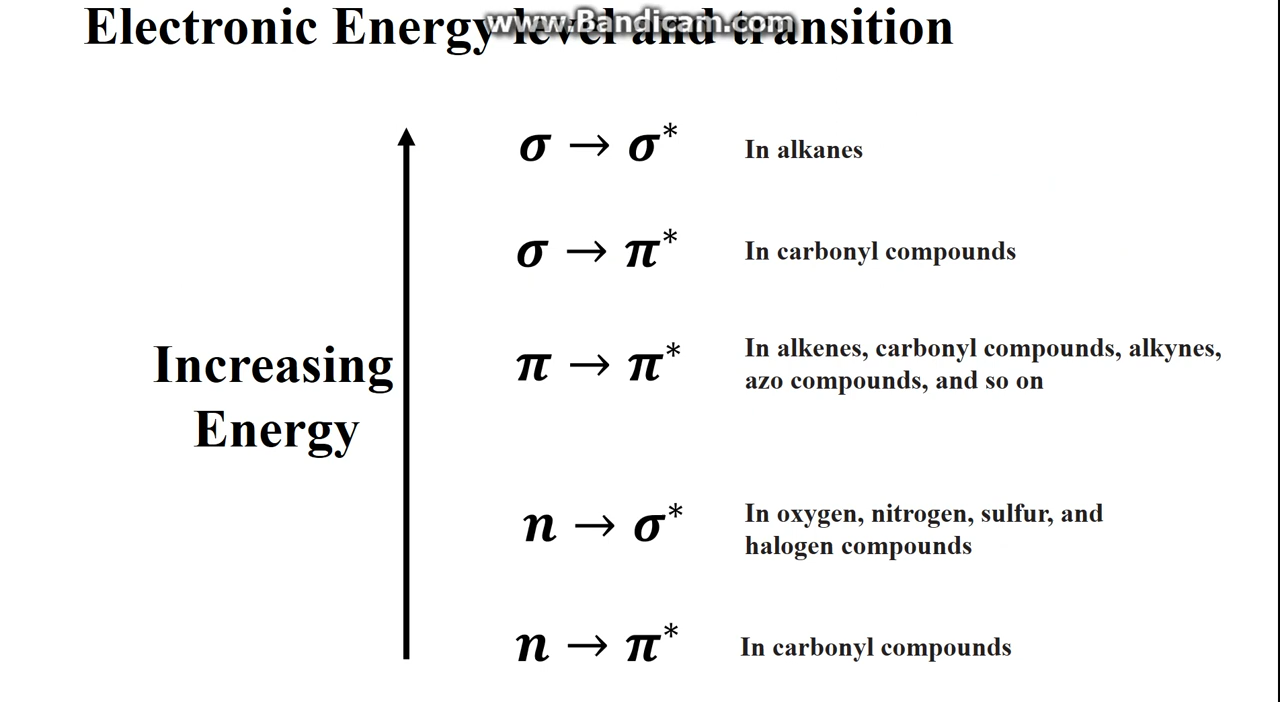 Electronic Energy level and transition
www.Bandicam.com
σ → σ* In alkanes
σ → π* In carbonyl compounds
Increasing
Energy
π → π* In alkenes, carbonyl compounds, alkynes,
azo compounds, and so on
n → σ* In oxygen, nitrogen, sulfur, and
halogen compounds
n → π* In carbonyl compounds